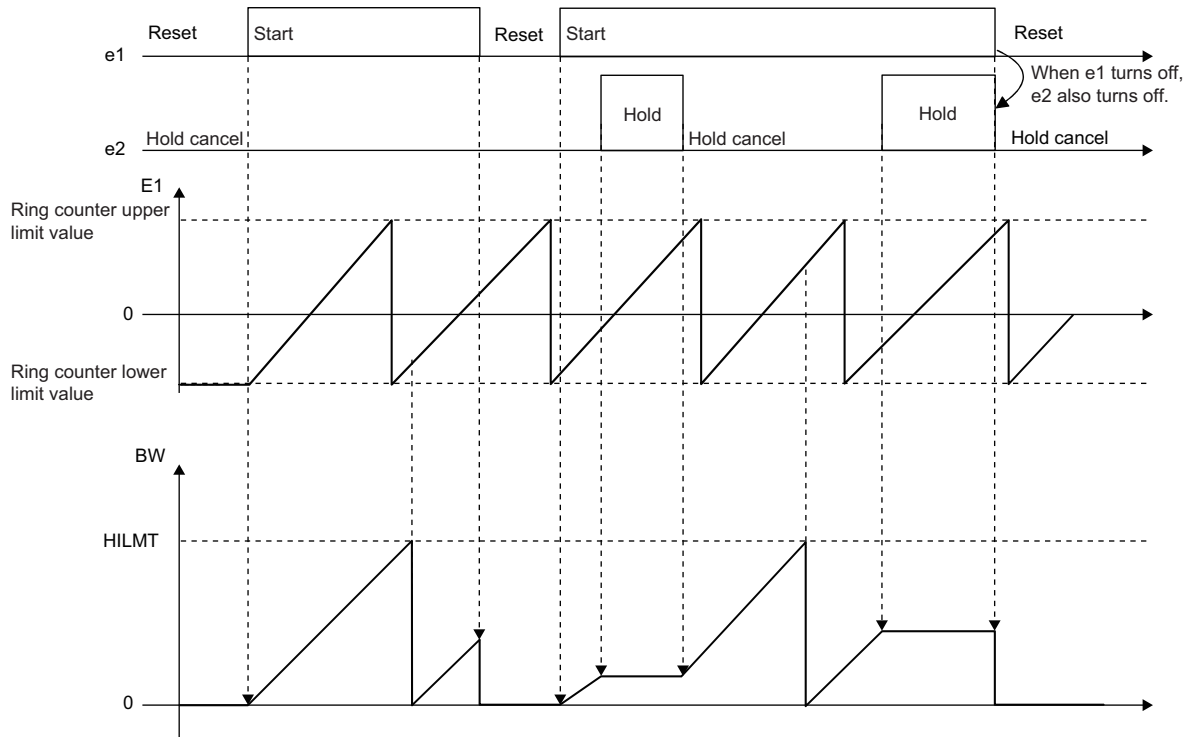 Reset
Start
Reset
Start
Reset
e1
When e1 turns off,
e2 also turns off.
Hold
Hold
Hold cancel
Hold cancel
Hold cancel
e2
E1
Ring counter upper
limit value
0
Ring counter lower
limit value
BW
HILMT
0